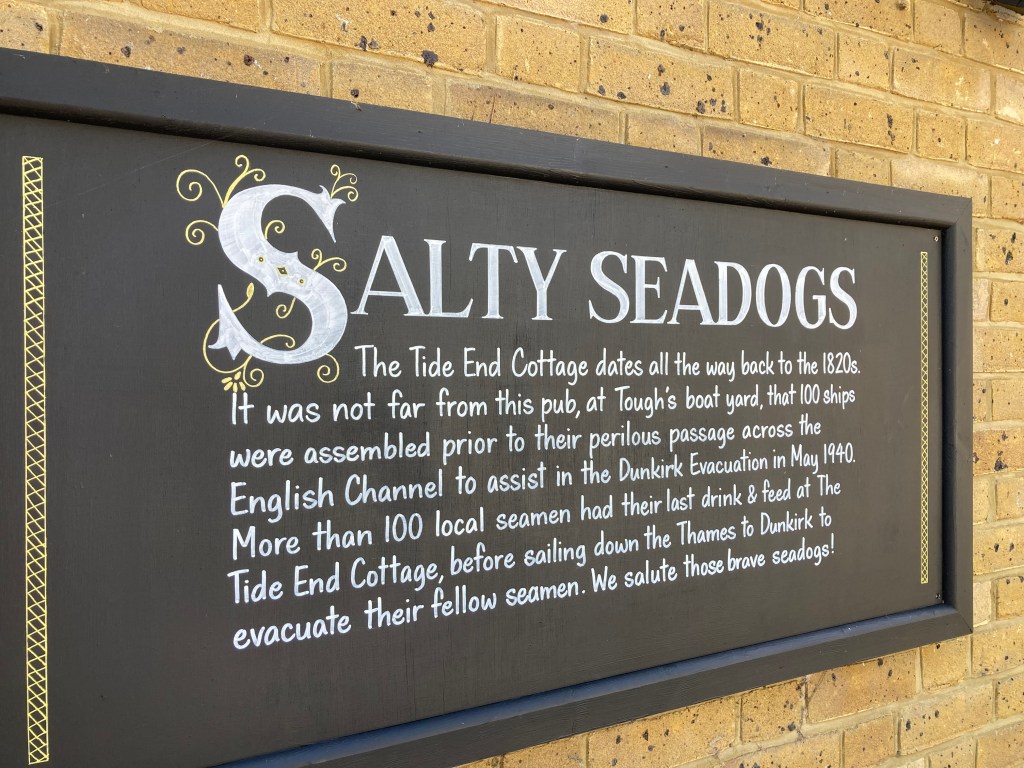 SALTY SEADOGS
The Tide End Cottage dates all the way back to the 1820s.
It was not far from this pub, at Tough's boat yard, that 100 ships
were assembled prior to their perilous passage across the
English Channel to assist in the Dunkirk Evacuation in May 1940.
More than 100 local seamen had their last drink & feed at The
Tide End Cottage, before sailing down the Thames to Dunkirk to
evacuate their fellow seamen. We salute those brave seadogs!